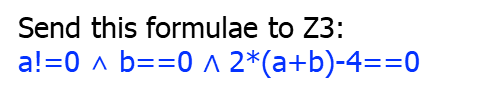 Send this formulae to Z3:
a!=0 ∧ b==0 ∧ 2*(a+b)-4==0